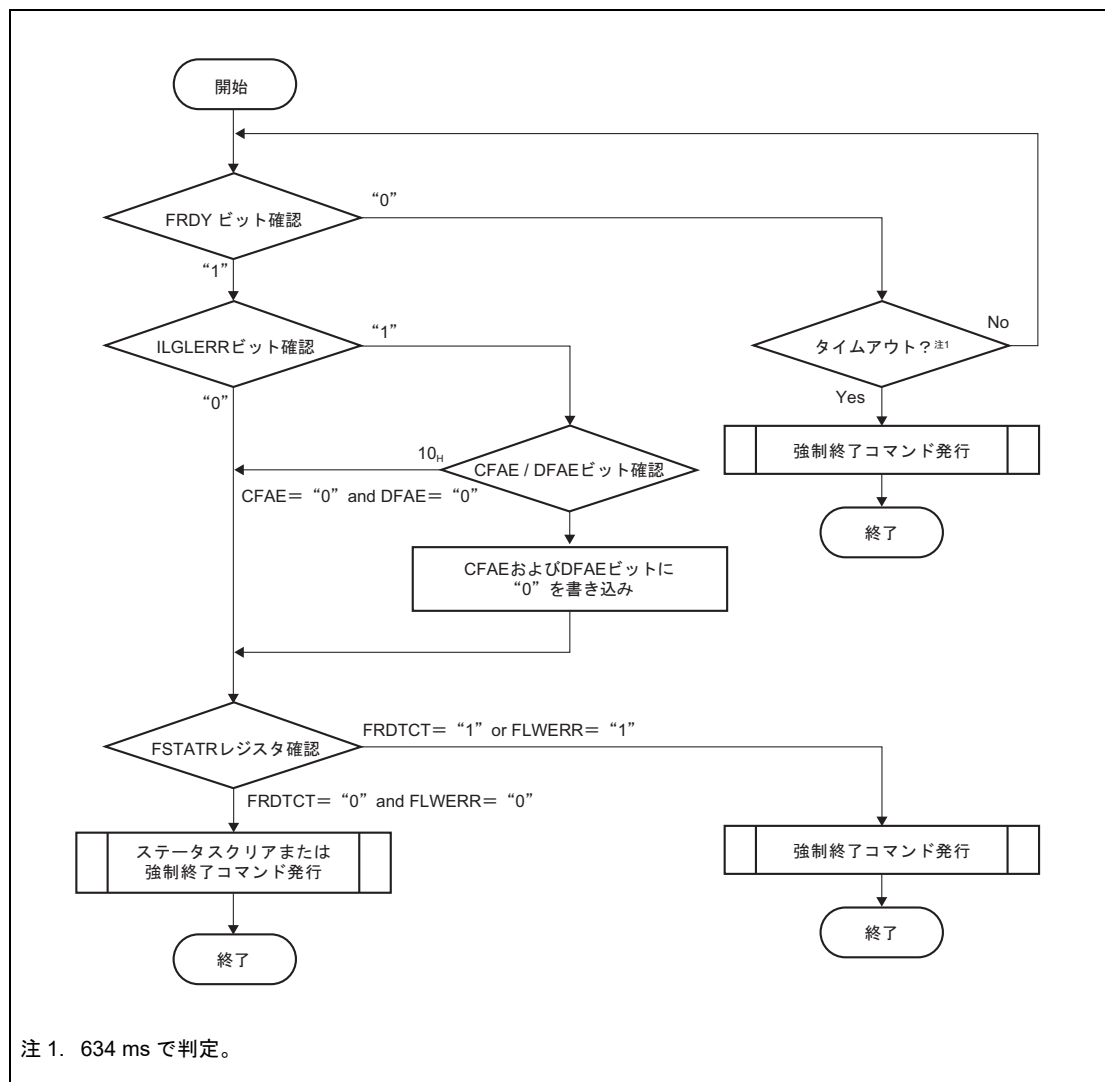 開始
FRDY ビット確認
“0”
“1”
ILGLERRビット確認
“1”
“0”
タイムアウト？注1
No
Yes
強制終了コマンド発行
終了
CFAE / DFAEビット確認
10H
CFAE＝ “0” and DFAE＝ “0”
CFAEおよびDFAEビットに
“0” を書き込み
FSTATRレジスタ確認
FRDTCT＝ “1” or FLWERR＝ “1”
FRDTCT＝ “0” and FLWERR＝ “0”
ステータスクリアまたは
強制終了コマンド発行
終了
強制終了コマンド発行
終了
注 1. 634 ms で判定。